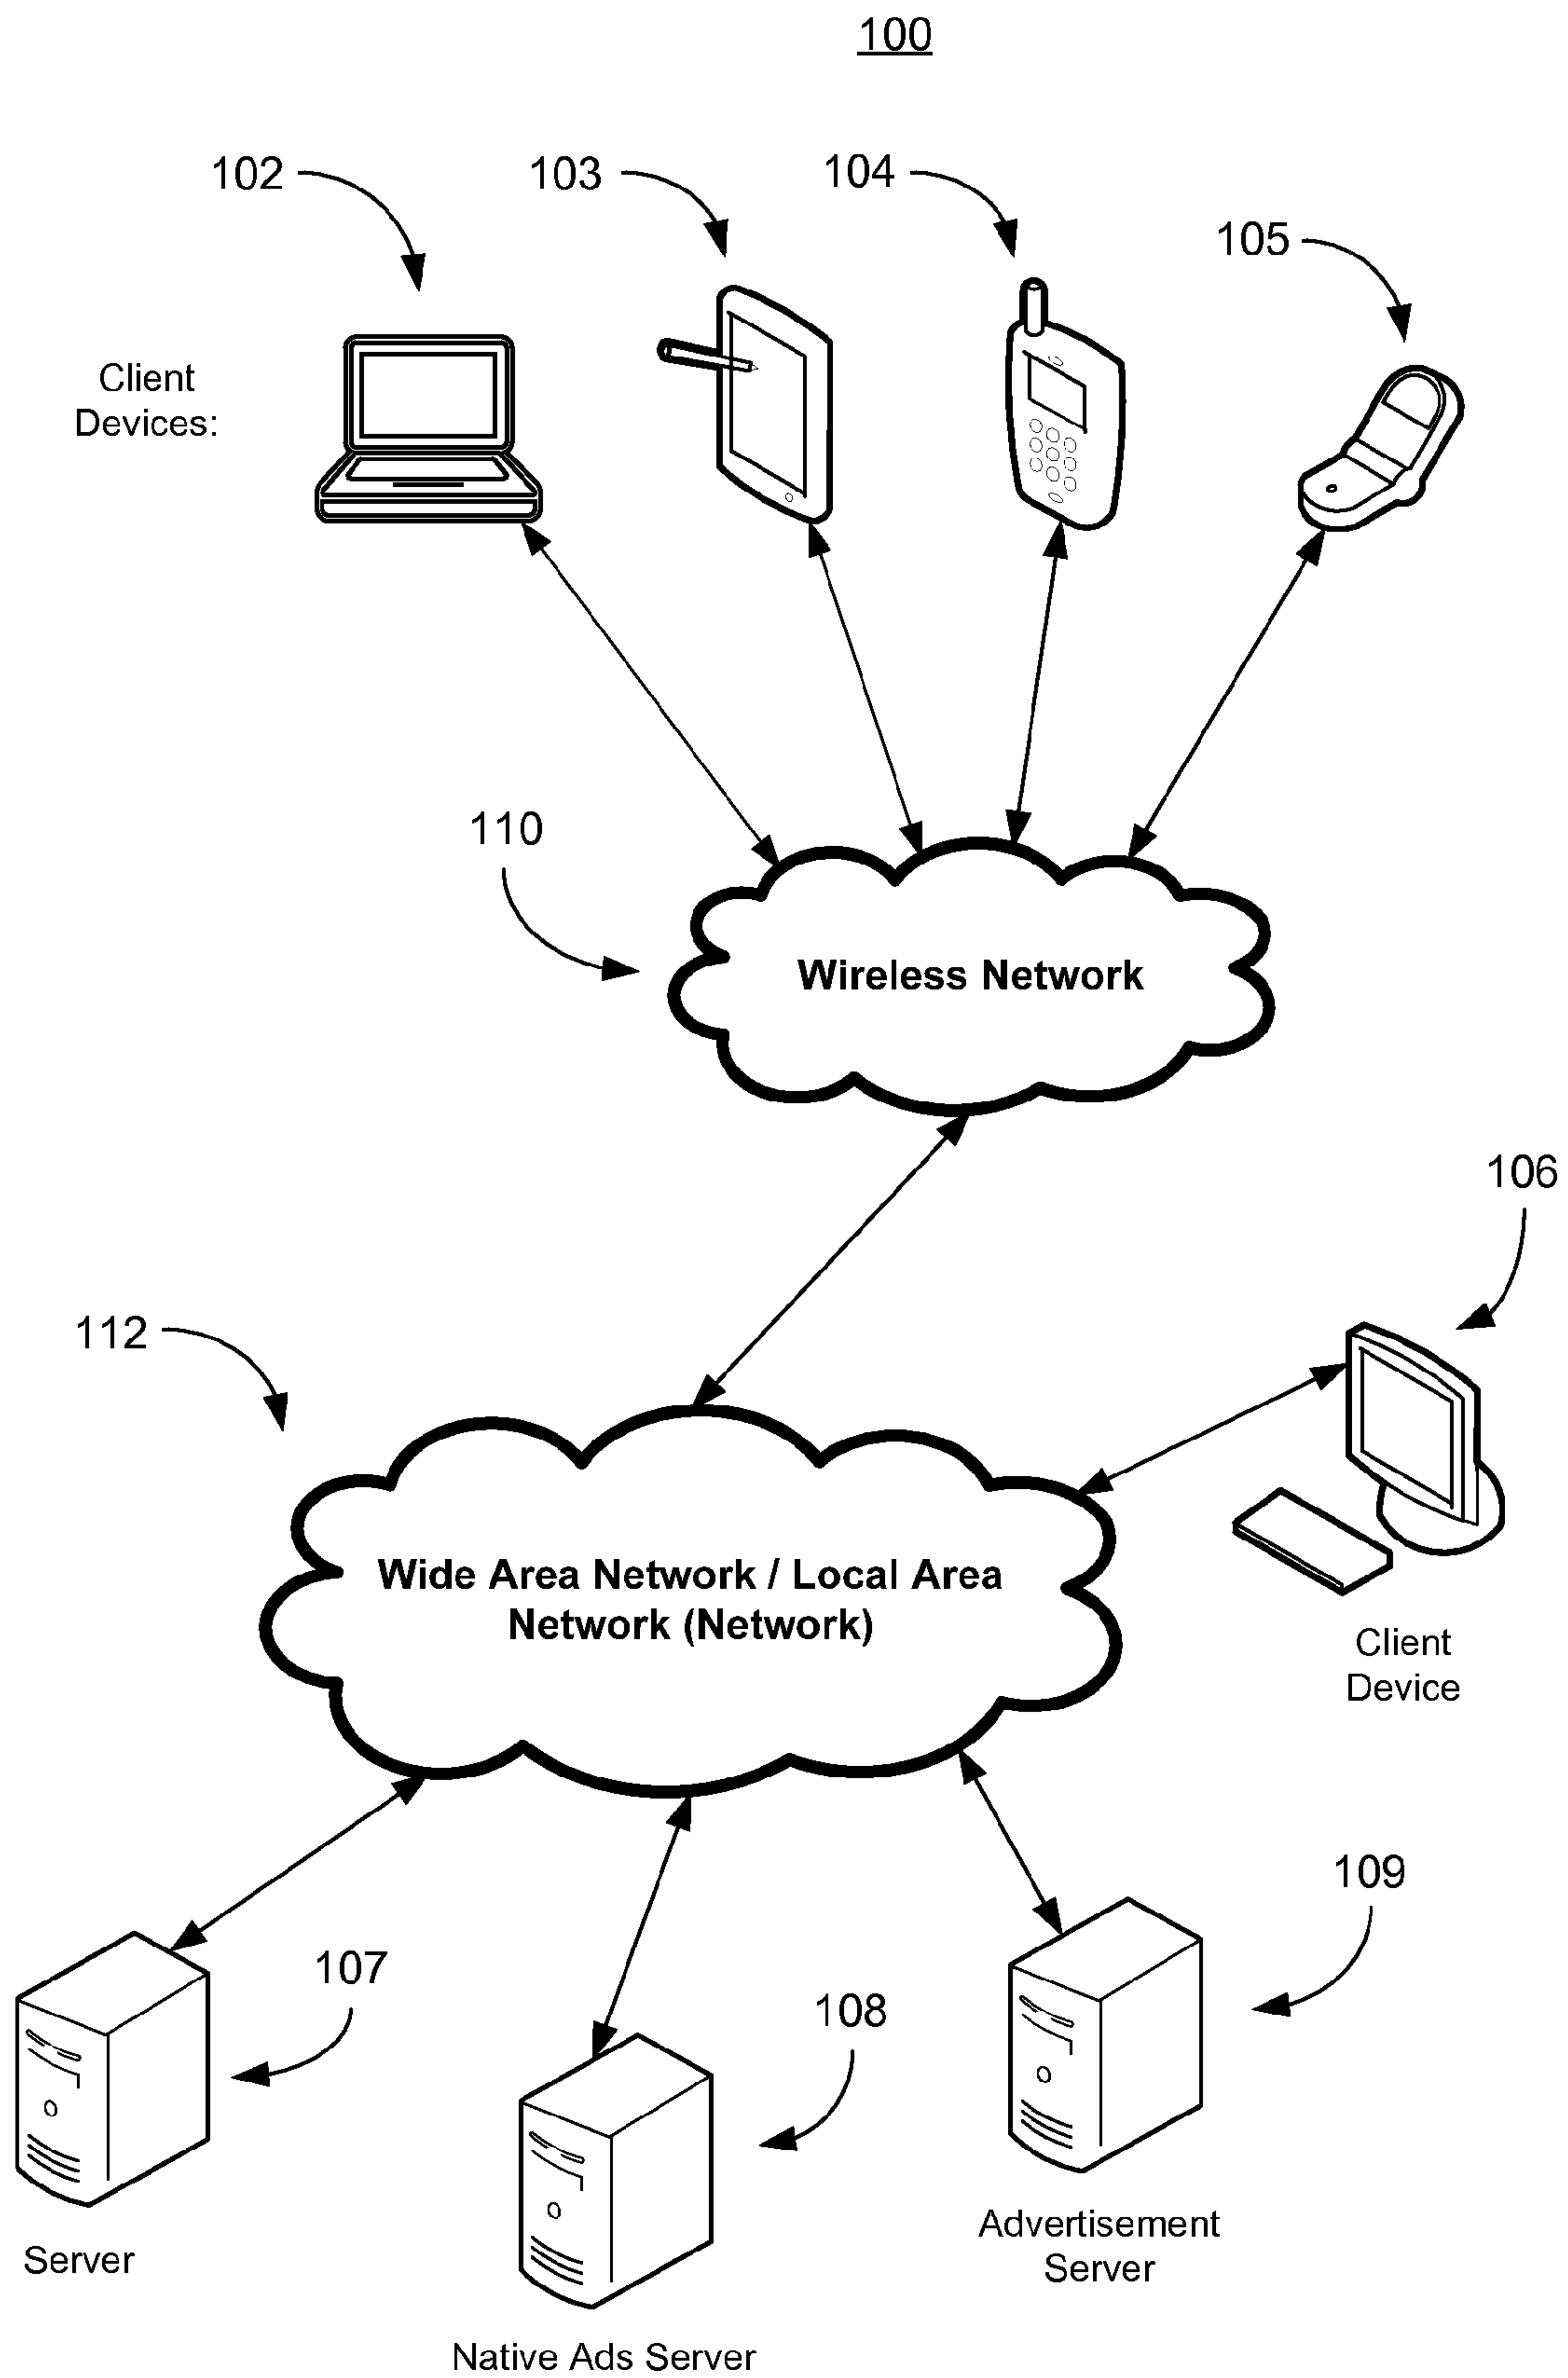 100
102
103
104
105
Client
Devices:
110
Wireless Network
106
112
Wide Area Network / Local Area
Network (Network)
Client
Device
107
108
109
Server
Advertisement
Server
Native Ads Server